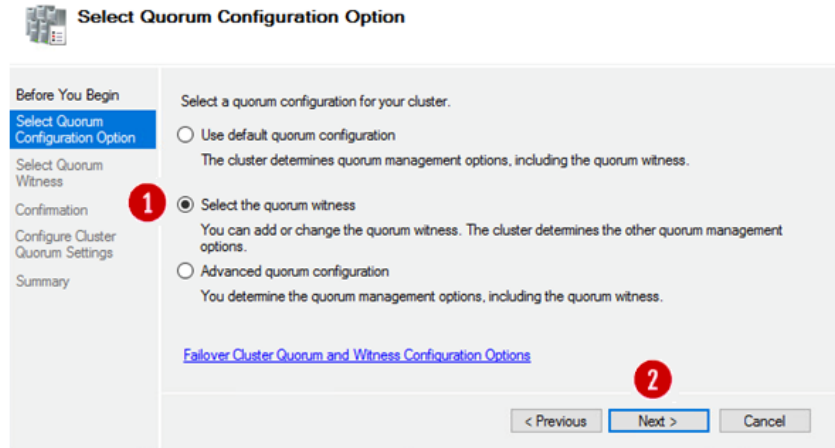 Select Quorum Configuration Option
Before You Begin
Select Quorum
Configuration Option
Select Quorum
Witness
Confirmation
Configure Cluster
Quorum Settings
Summary
Select a quorum configuration for your cluster.
Use default quorum configuration
The cluster determines quorum management options, including the quorum witness.
1
Select the quorum witness
You can add or change the quorum witness. The cluster determines the other quorum management
options.
Advanced quorum configuration
You determine the quorum management options, including the quorum witness.
Failover Cluster Quorum and Witness Configuration Options
2
< Previous
Next >
Cancel